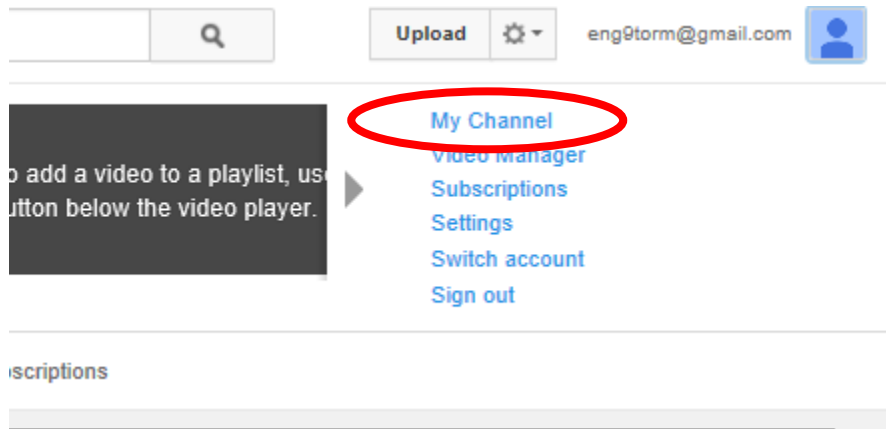 Upload
eng9torm@gmail.com
My Channel
o add a video to a playlist, us
utton below the video player.
Video Manager
Subscriptions
Settings
Switch account
Sign out
scriptions